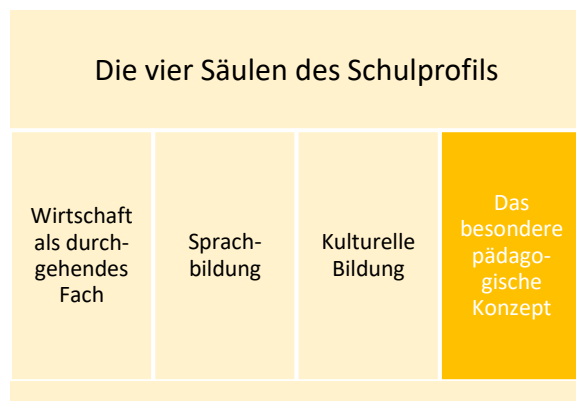 Die vier Säulen des Schulprofils
Wirtschaft
als durch-
gehendes
Fach
Sprach-
bildung
Kulturelle
Bildung
Das
besondere
pädago-
gische
Konzept